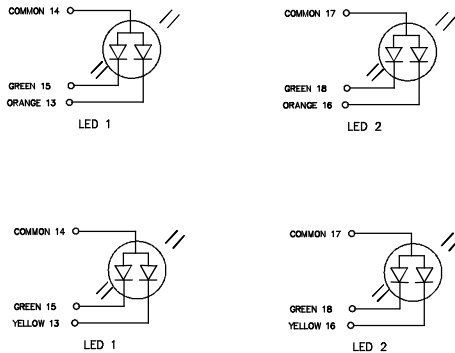 COMMON 14
GREEN 15
ORANGE 13
LED 1
COMMON 17
GREEN 18
ORANGE 16
LED 2
COMMON 14
GREEN 15
YELLOW 13
LED 1
COMMON 17
GREEN 18
YELLOW 16
LED 2